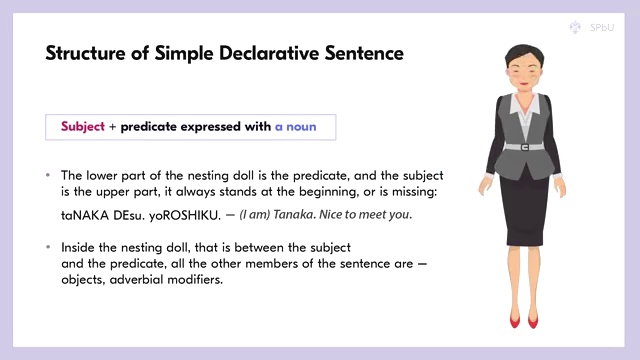 SPbU
Structure of Simple Declarative Sentence
Subject + predicate expressed with a noun
• The lower part of the nesting doll is the predicate, and the subject
is the upper part, it always stands at the beginning, or is missing:
taNAKA DEsu. yoROSHIKU. – (I am) Tanaka. Nice to meet you.
• Inside the nesting doll, that is between the subject
and the predicate, all the other members of the sentence are –
objects, adverbial modifiers.